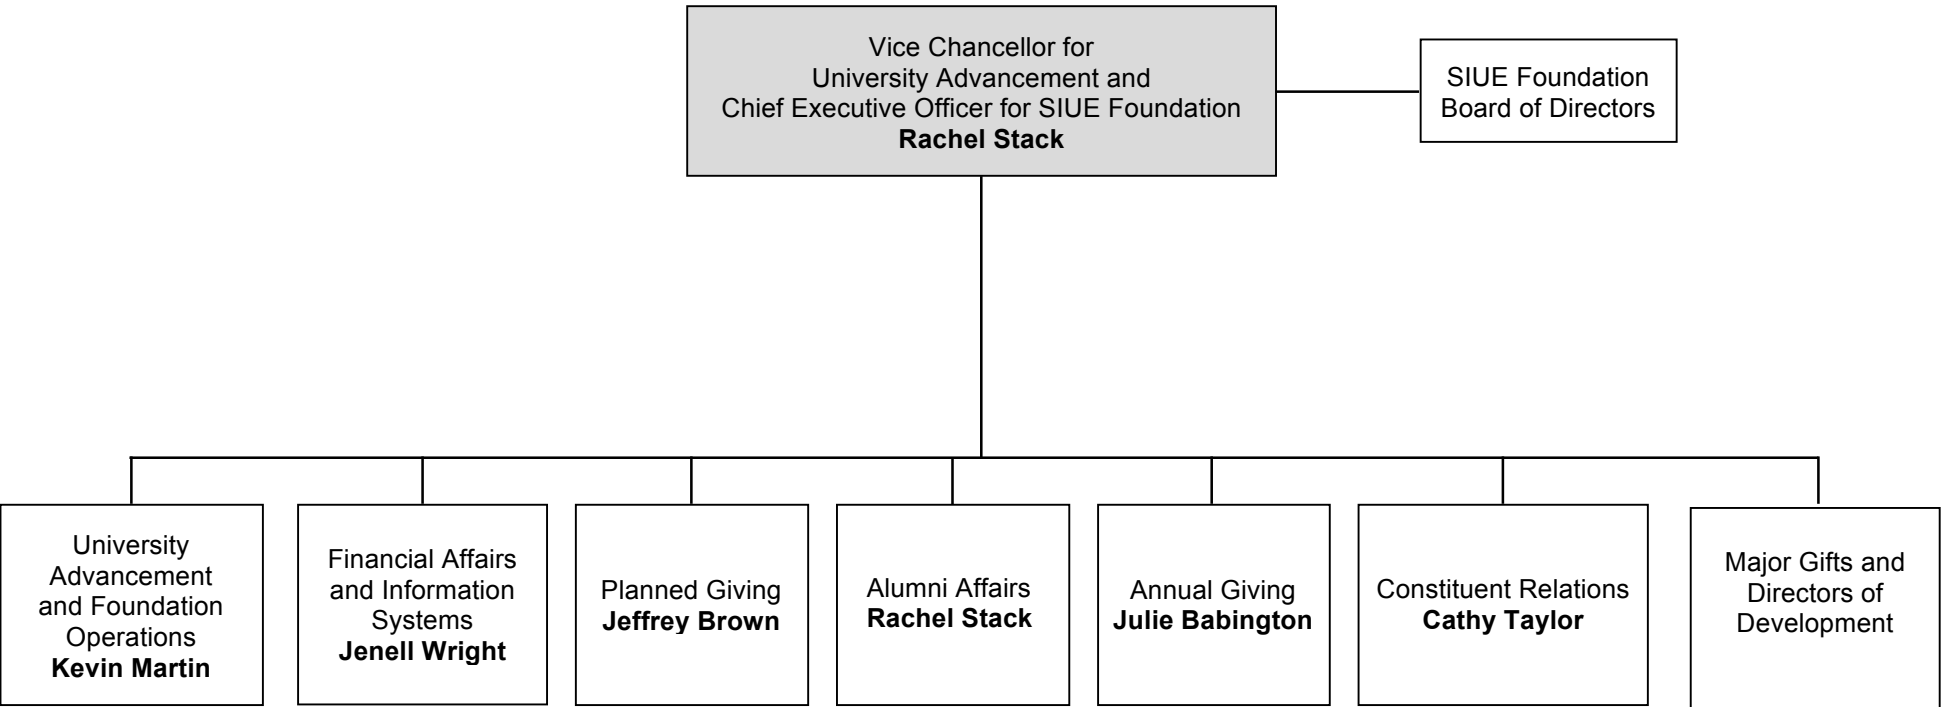 Vice Chancellor for
University Advancement and
Chief Executive Officer for SIUE Foundation
Rachel Stack
SIUE Foundation
Board of Directors
University
Advancement
and Foundation
Operations
Kevin Martin
Financial Affairs
and Information
Systems
Jenell Wright
Planned Giving
Jeffrey Brown
Alumni Affairs
Rachel Stack
Annual Giving
Julie Babington
Constituent Relations
Cathy Taylor
Major Gifts and
Directors of
Development